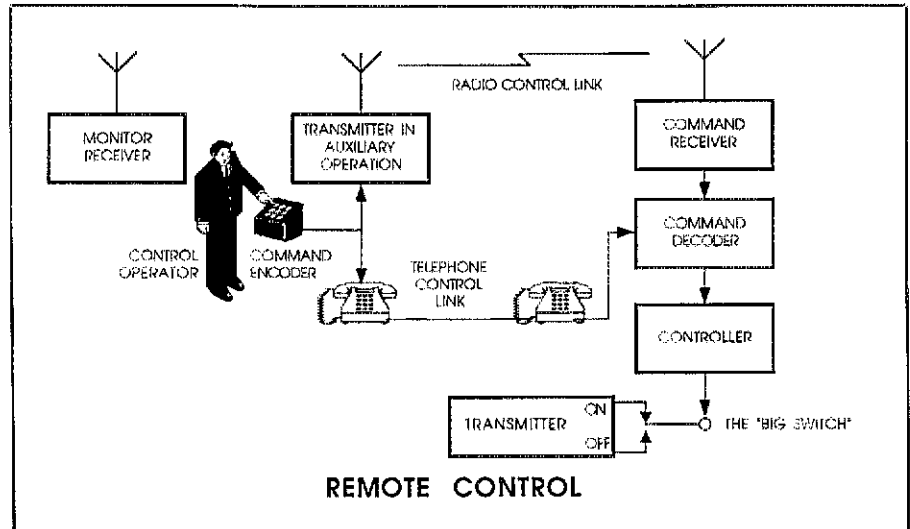 RADIO CONTROL LINK
MONITOR
RECEIVER
TRANSMITTER IN
AUXILIARY
OPERATION
COMMAND
RECEIVER
CONTROL
OPERATOR
COMMAND
ENCODER
TELEPHONE
CONTROL
LINK
COMMAND
DECODER
CONTROLLER
TRANSMITTER
ON
OFF
THE "BIG SWITCH"
REMOTE CONTROL